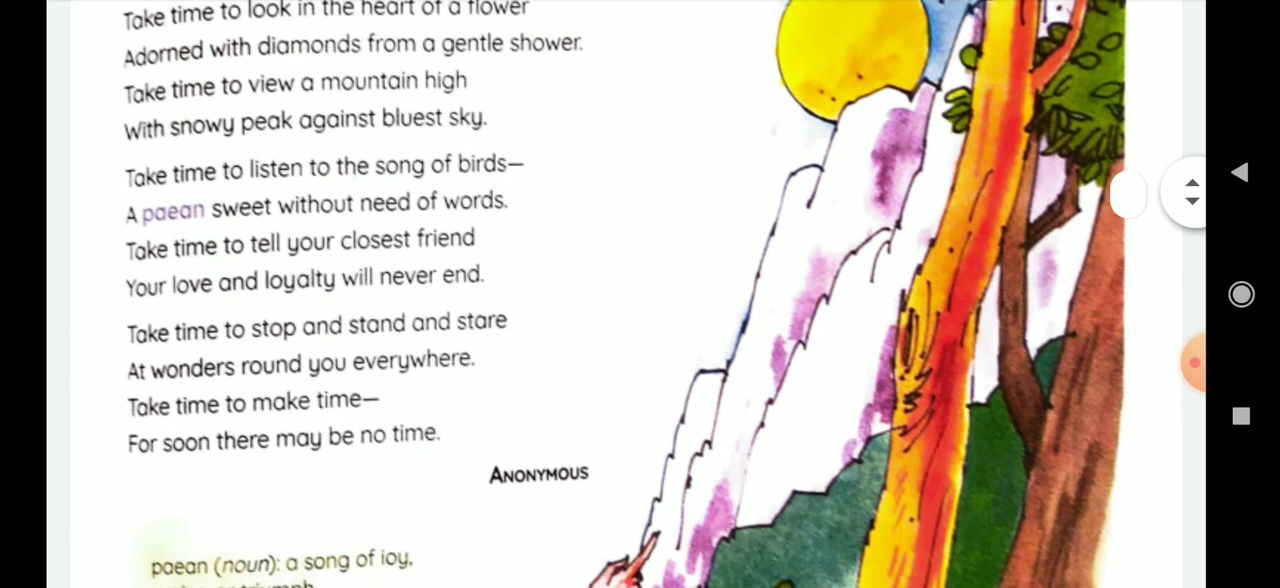 Take time to look in the heart of a flower
Adorned with diamonds from a gentle shower.
Take time to view a mountain high
With snowy peak against bluest sky.
Take time to listen to the song of birds—
A paean sweet without need of words.
Take time to tell your closest friend
Your love and loyalty will never end.
Take time to stop and stand and stare
At wonders round you everywhere.
Take time to make time—
For soon there may be no time.
ANONYMOUS
paean (noun): a song of joy,
triumph